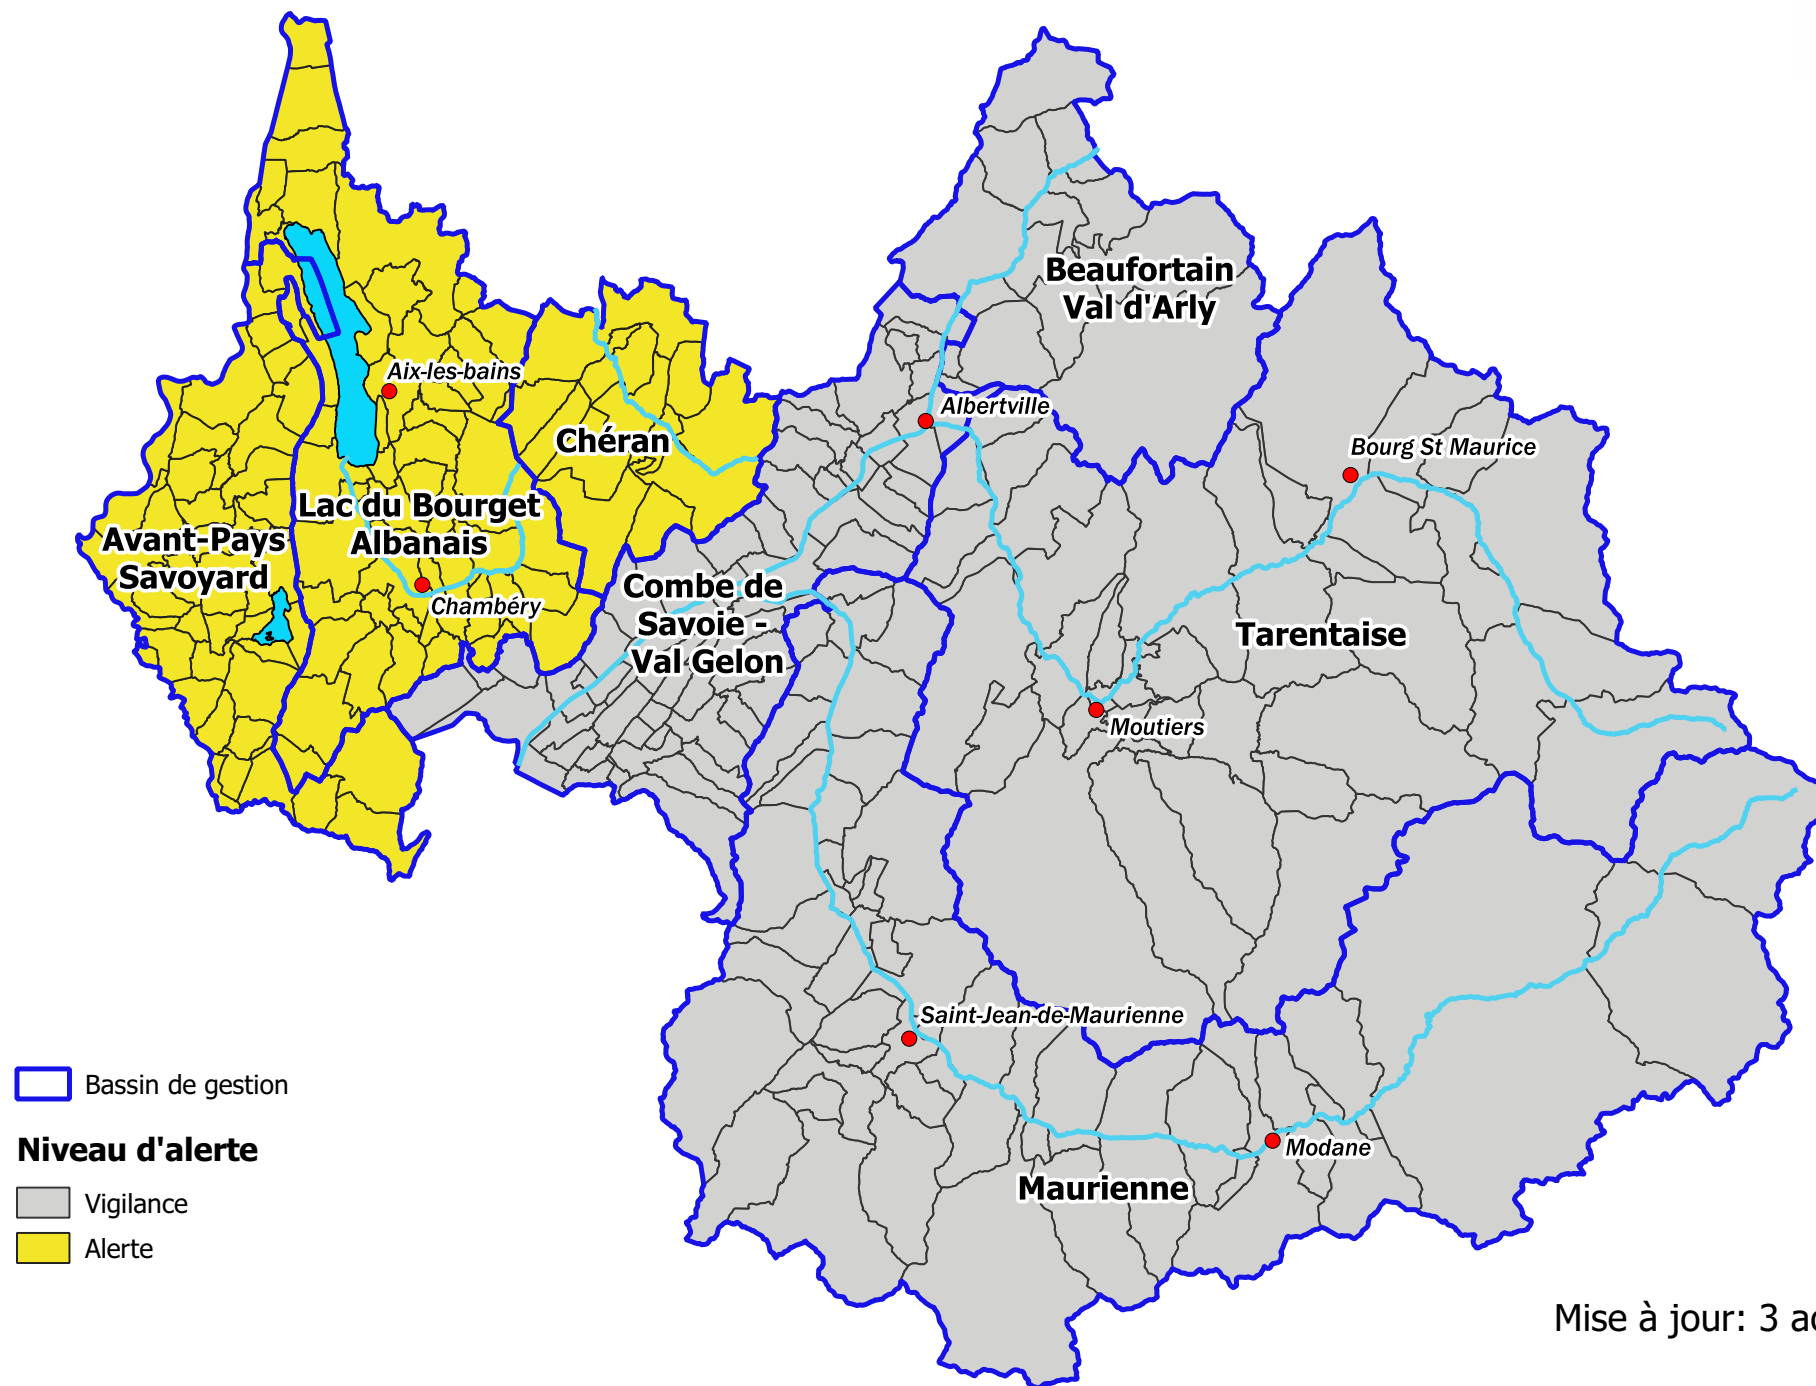 Beaufortain
Val d'Arly
Aix-les-bains
Albertville
Chéran
Bourg St Maurice
Lac du Bourget
Albanais
Avant-Pays
Savoyard
Combe de
Savoie -
Val Gelon
Chambéry
Tarentaise
Moutiers
Saint-Jean-de-Maurienne
Modane
Maurienne
Bassin de gestion
Niveau d'alerte
Vigilance
Alerte
Mise à jour: 3